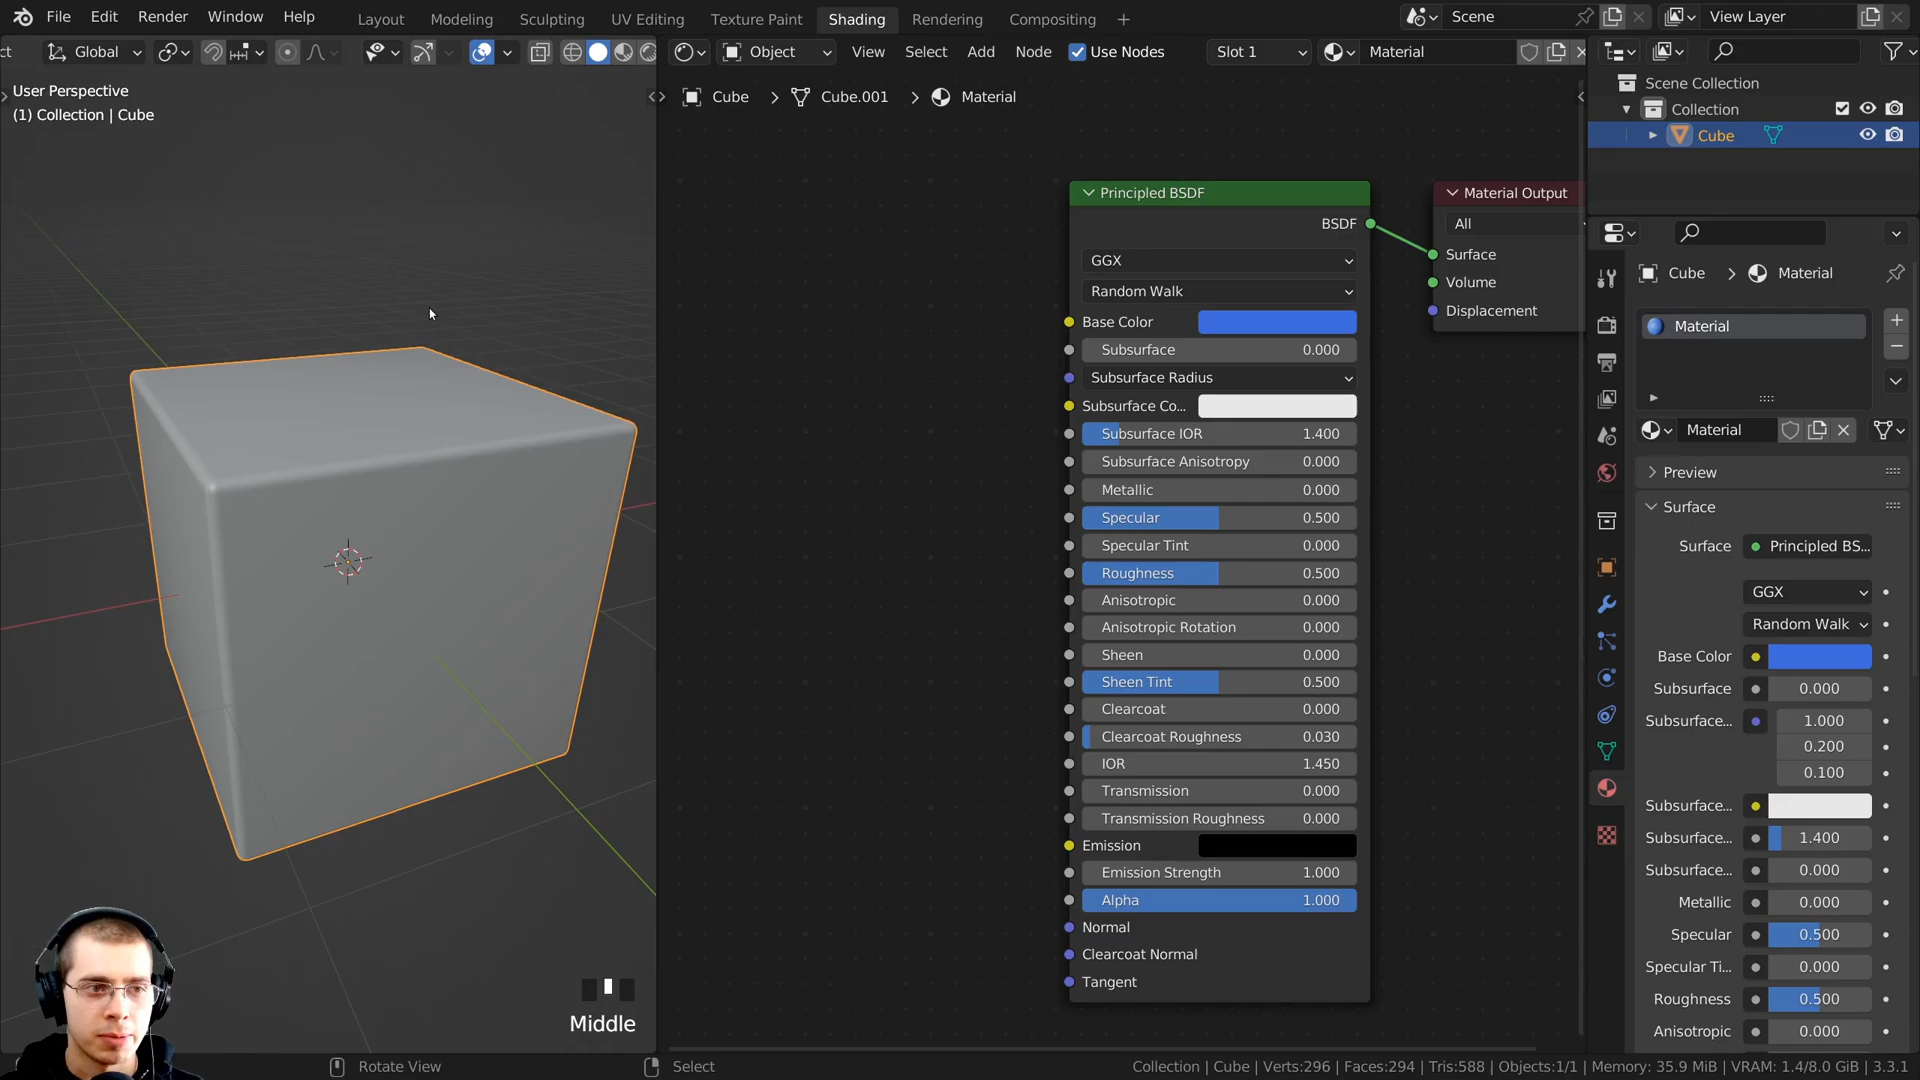 File Edit Render Window Help Layout Modeling Sculpting UV Editing Texture Paint Shading Rendering Compositing Scene View Layer
Global Object View Select Add Node Use Nodes Slot 1 Material
User Perspective
(1) Collection | Cube
Cube Cube.001 Material
Principled BSDF
BSDF
GGX
Random Walk
Base Color
Subsurface 0.000
Subsurface Radius
Subsurface Co...
Subsurface IOR 1.400
Subsurface Anisotropy 0.000
Metallic 0.000
Specular 0.500
Specular Tint 0.000
Roughness 0.500
Anisotropic 0.000
Anisotropic Rotation 0.000
Sheen 0.000
Sheen Tint 0.500
Clearcoat 0.000
Clearcoat Roughness 0.030
IOR 1.450
Transmission 0.000
Transmission Roughness 0.000
Emission
Emission Strength 1.000
Alpha 1.000
Normal
Clearcoat Normal
Tangent
Material Output
All
Surface
Volume
Displacement
Scene Collection
Collection
Cube
Cube Material
Material
Material
Preview
Surface
Surface Principled BS...
GGX
Random Walk
Base Color
Subsurface 0.000
Subsurface... 1.000
0.200
0.100
Subsurface...
Subsurface... 1.400
Subsurface... 0.000
Metallic 0.000
Specular 0.500
Specular Ti... 0.000
Roughness 0.500
Anisotropic 0.000
Middle
Rotate View Select Collection | Cube | Verts:296 | Faces:294 | Tris:588 | Objects:1/1 | Memory: 35.9 MiB | VRAM: 1.4/8.0 GiB | 3.3.1